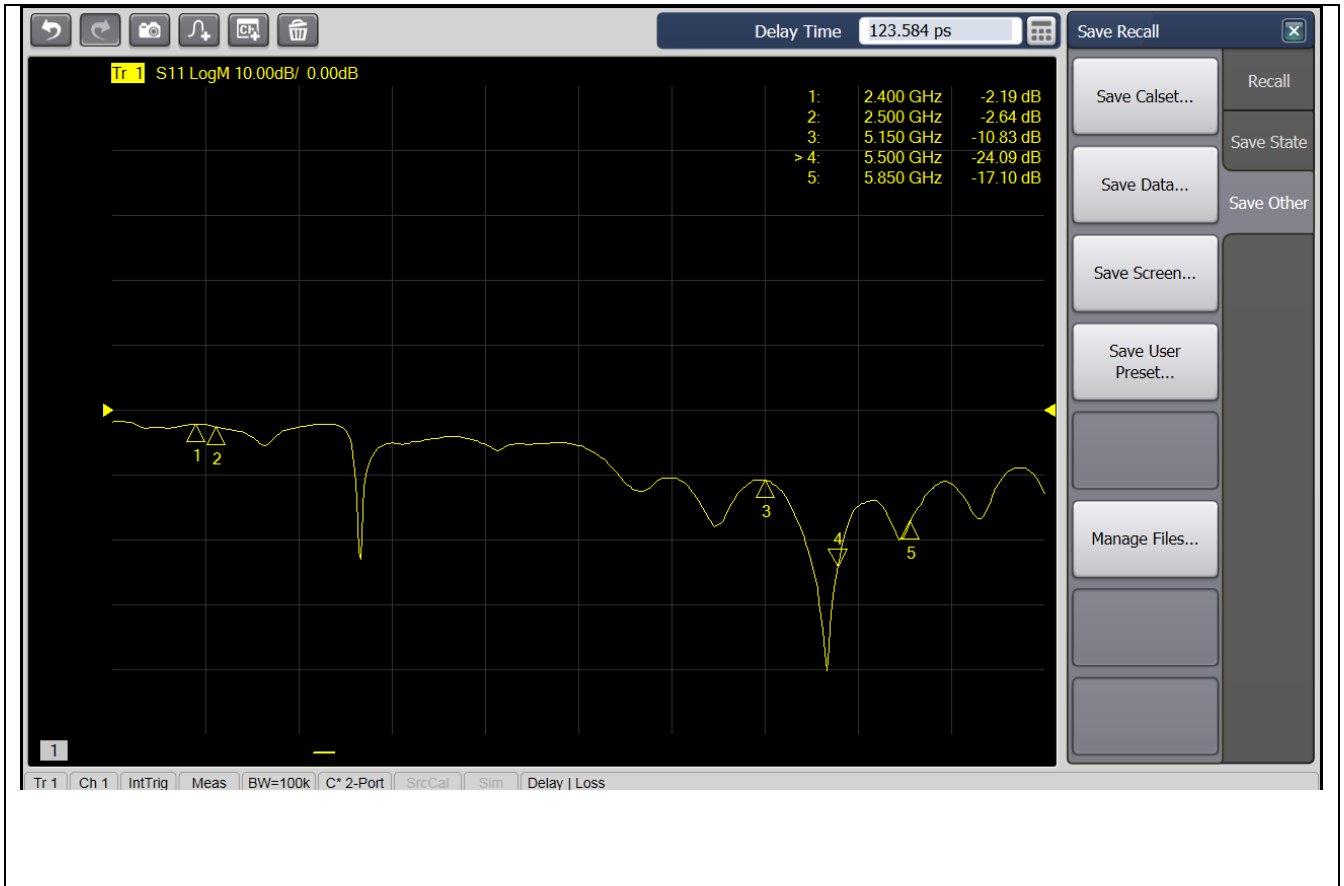 Delay Time 123.584 ps
Save Recall
Tr 1 S11 LogM 10.00dB/ 0.00dB
1: 2.400 GHz -2.19 dB
2: 2.500 GHz -2.64 dB
3: 5.150 GHz -10.83 dB
> 4: 5.500 GHz -24.09 dB
5: 5.850 GHz -17.10 dB
1
2
3
4
5
1
Save Calset...
Save Data...
Save Screen...
Save User
Preset...
Manage Files...
Recall
Save State
Save Other
Tr 1 Ch 1 IntTrig Meas BW=100k C* 2-Port SrcCal Sim Delay | Loss